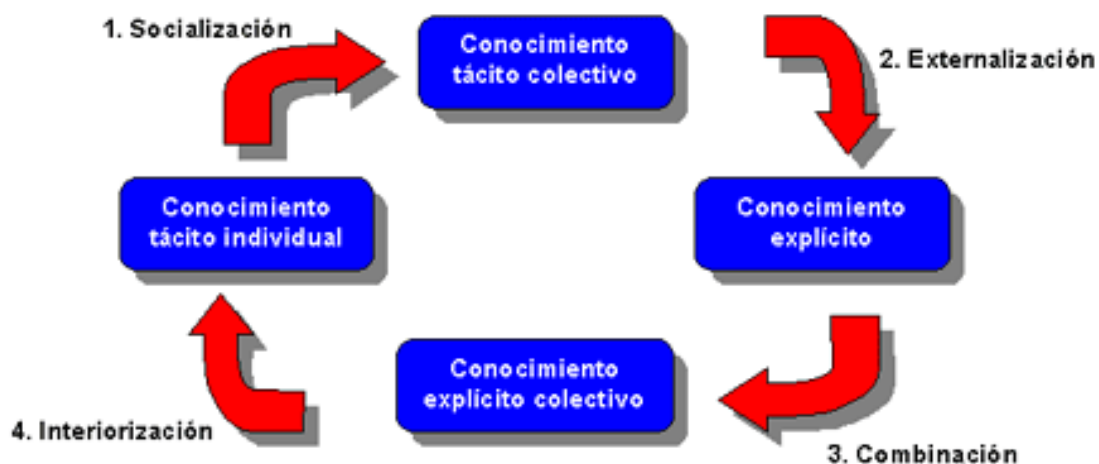 1. Socialización
Conocimiento
tácito colectivo
2. Externalización
Conocimiento
tácito individual
Conocimiento
explícito
Conocimiento
explícito colectivo
4. Interiorización
3. Combinación